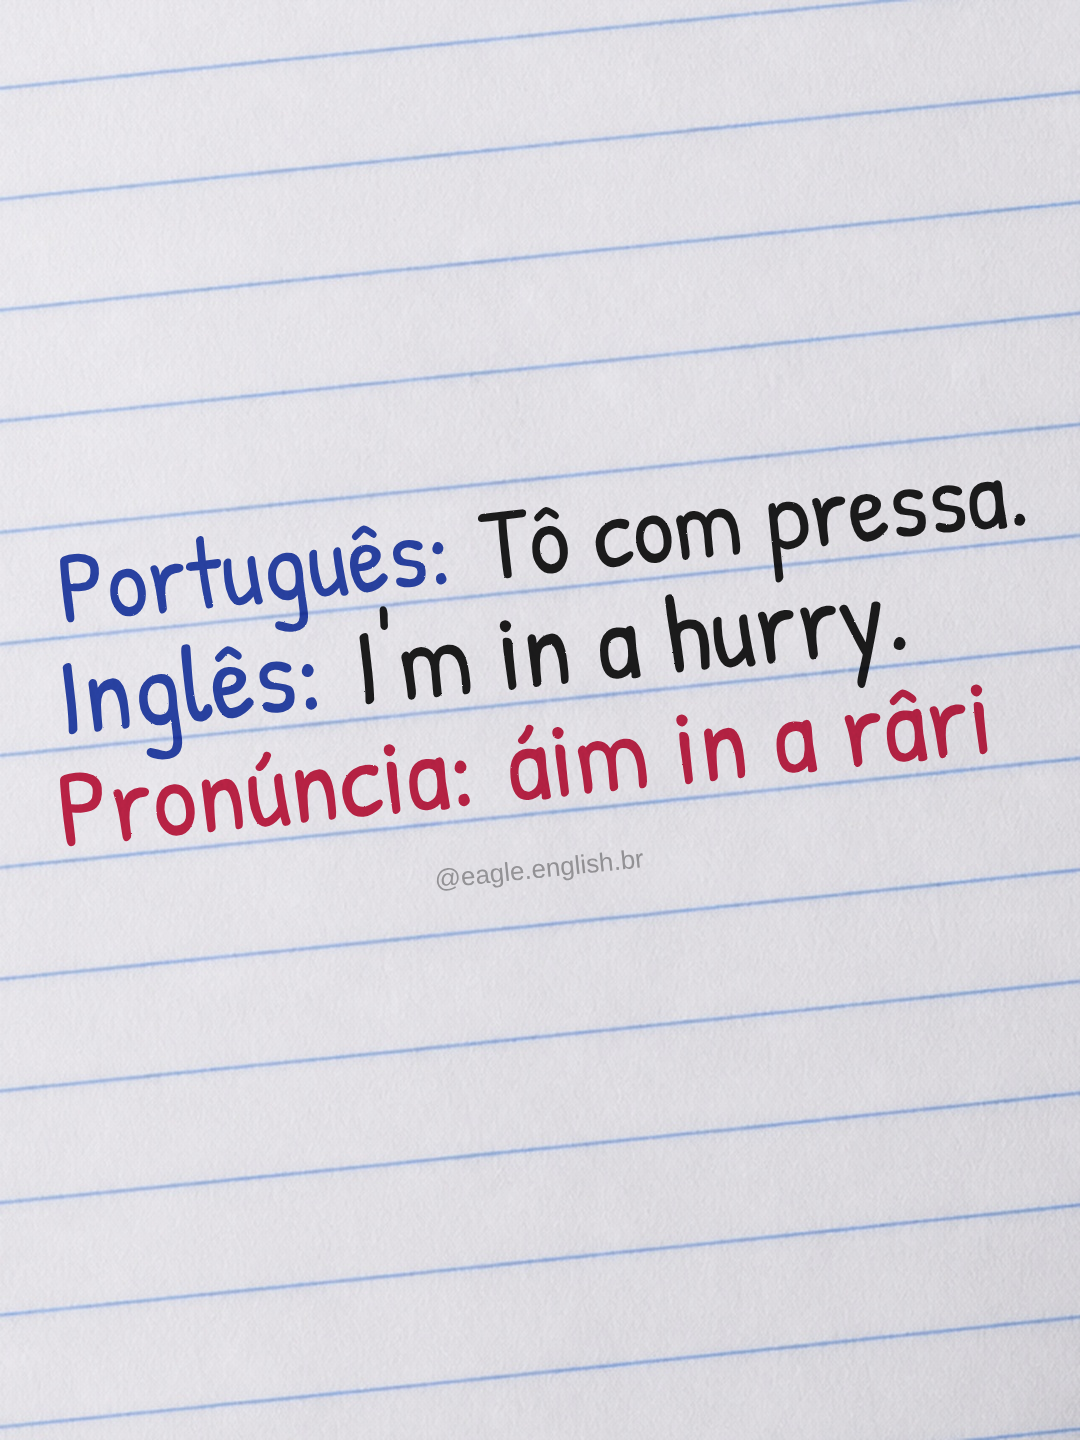 Português: Tô com pressa.
Inglês: I'm in a hurry.
Pronúncia: áim in a râri
@eagle.english.br